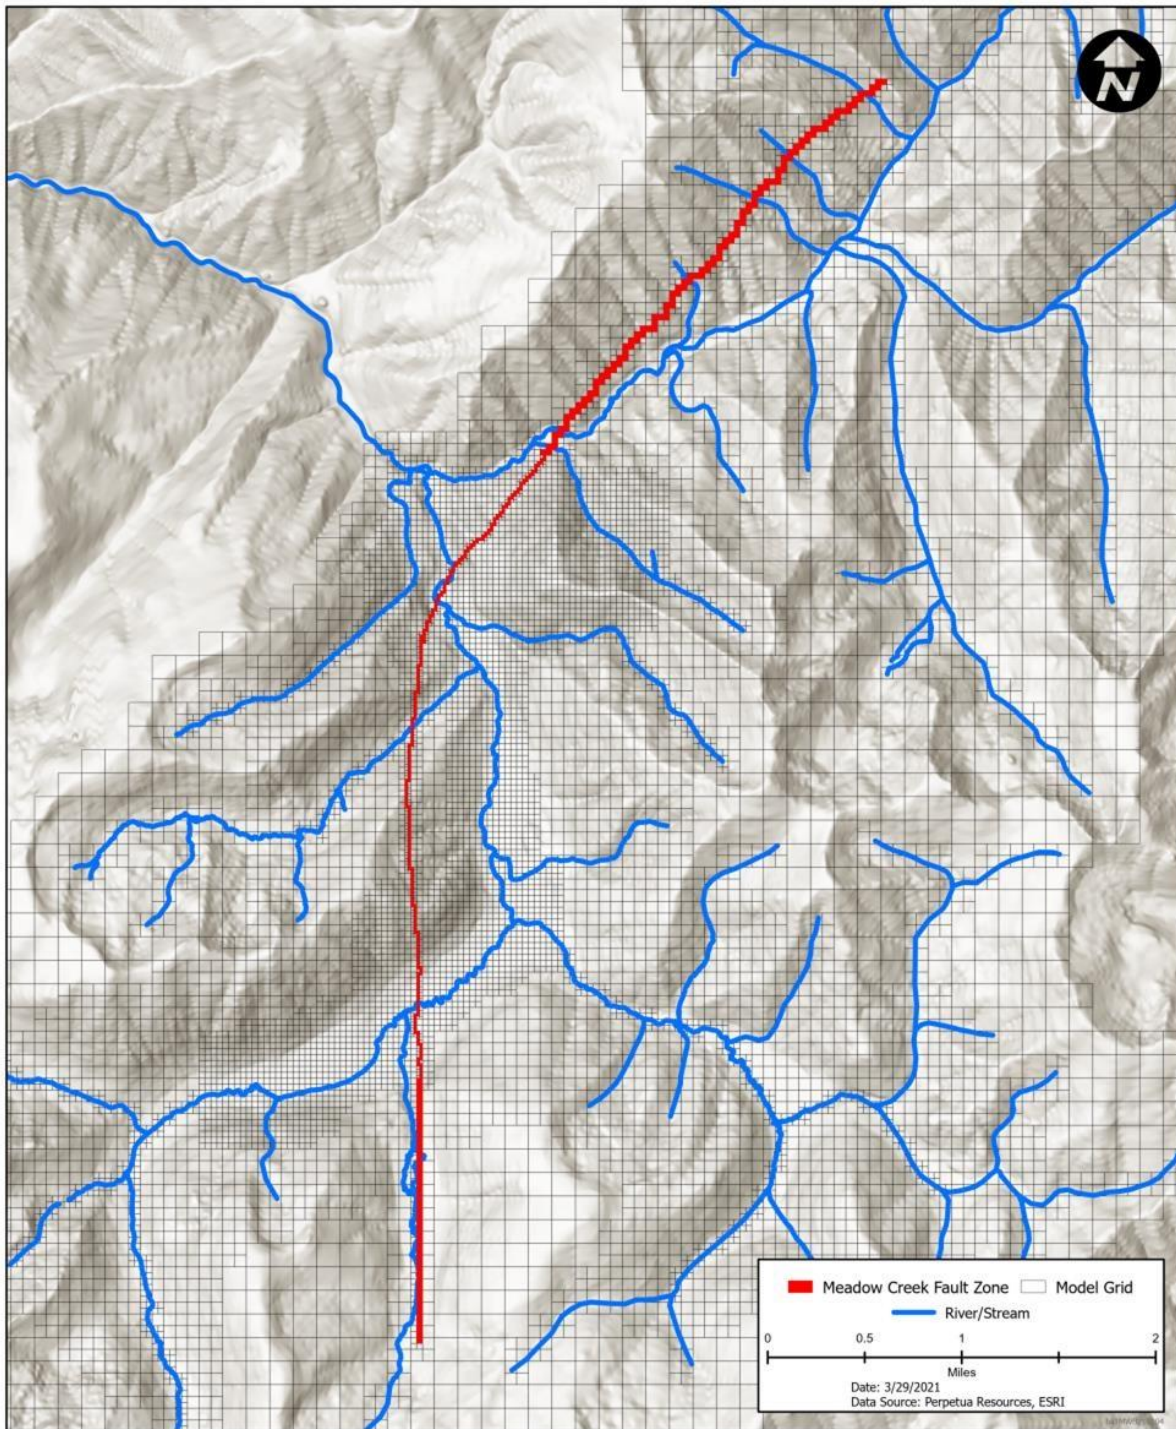 N
Meadow Creek Fault Zone Model Grid
River/Stream
0 0.5 1 2
Miles
Date: 3/29/2021
Data Source: Perpetua Resources, ESRI